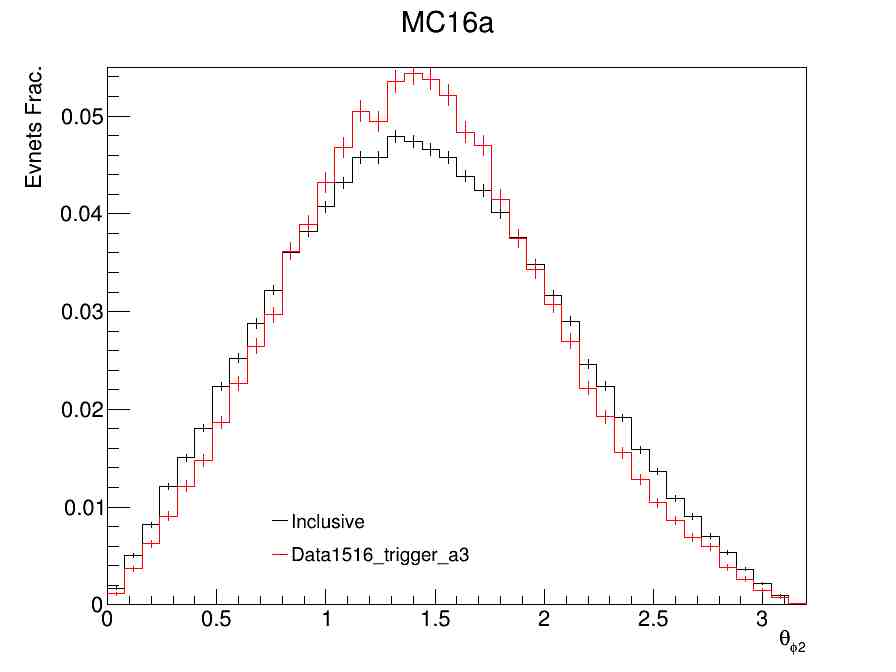 MC16a
Evnets Frac.
0.05
0.04
0.03
0.02
0.01
0
Inclusive
Data1516_trigger_a3
0 0.5 1 1.5 2 2.5 3
θϕ2